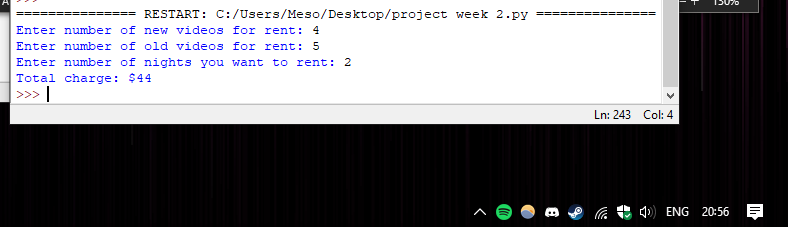 >>>
=============== RESTART: C:/Users/Meso/Desktop/project week 2.py ===============
Enter number of new videos for rent: 4
Enter number of old videos for rent: 5
Enter number of nights you want to rent: 2
Total charge: $44
>>>
Ln: 243 Col: 4
ENG 20:56